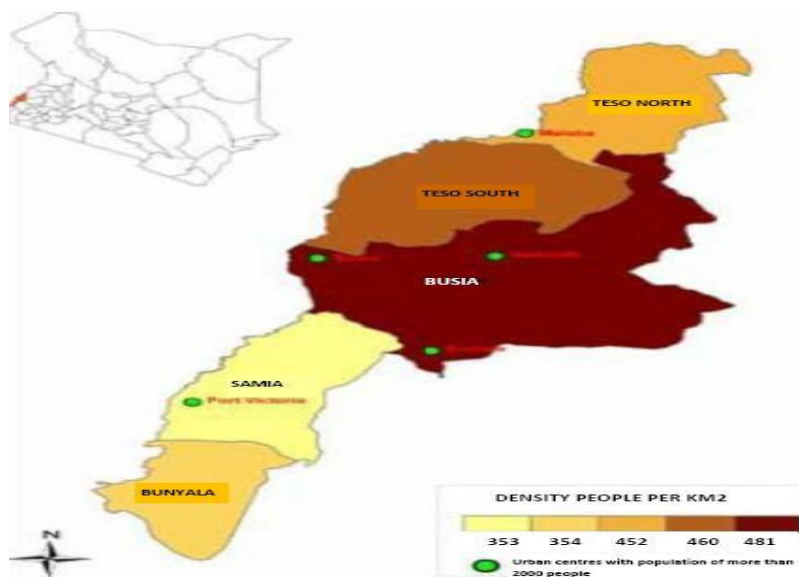 TESO NORTH
Malaba
TESO SOUTH
BUSIA
SAMIA
Port Victoria
BUNYALA
N
DENSITY PEOPLE PER KM2
353 354 452 460 481
Urban centres with population of more than
2000 people